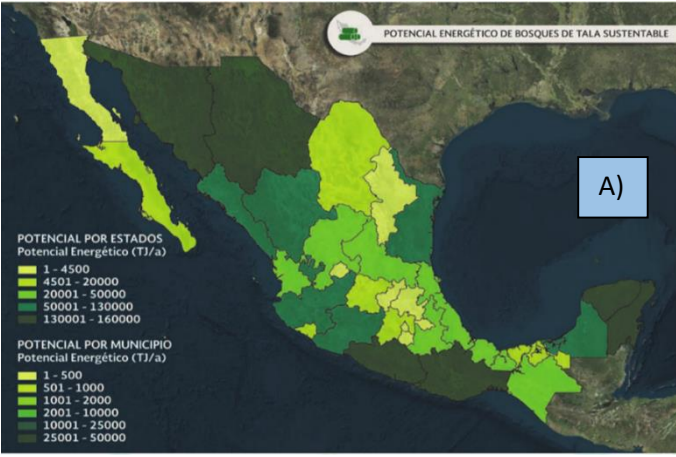 POTENCIAL ENERGÉTICO DE BOSQUES DE TALA SUSTENTABLE
A)
POTENCIAL POR ESTADOS
Potencial Energético (TJ/a)
1 - 4500
4501 - 20000
20001 - 50000
50001 - 130000
130001 - 160000
POTENCIAL POR MUNICIPIO
Potencial Energético (TJ/a)
1 - 500
501 - 1000
1001 - 2000
2001 - 10000
10001 - 25000
25001 - 50000